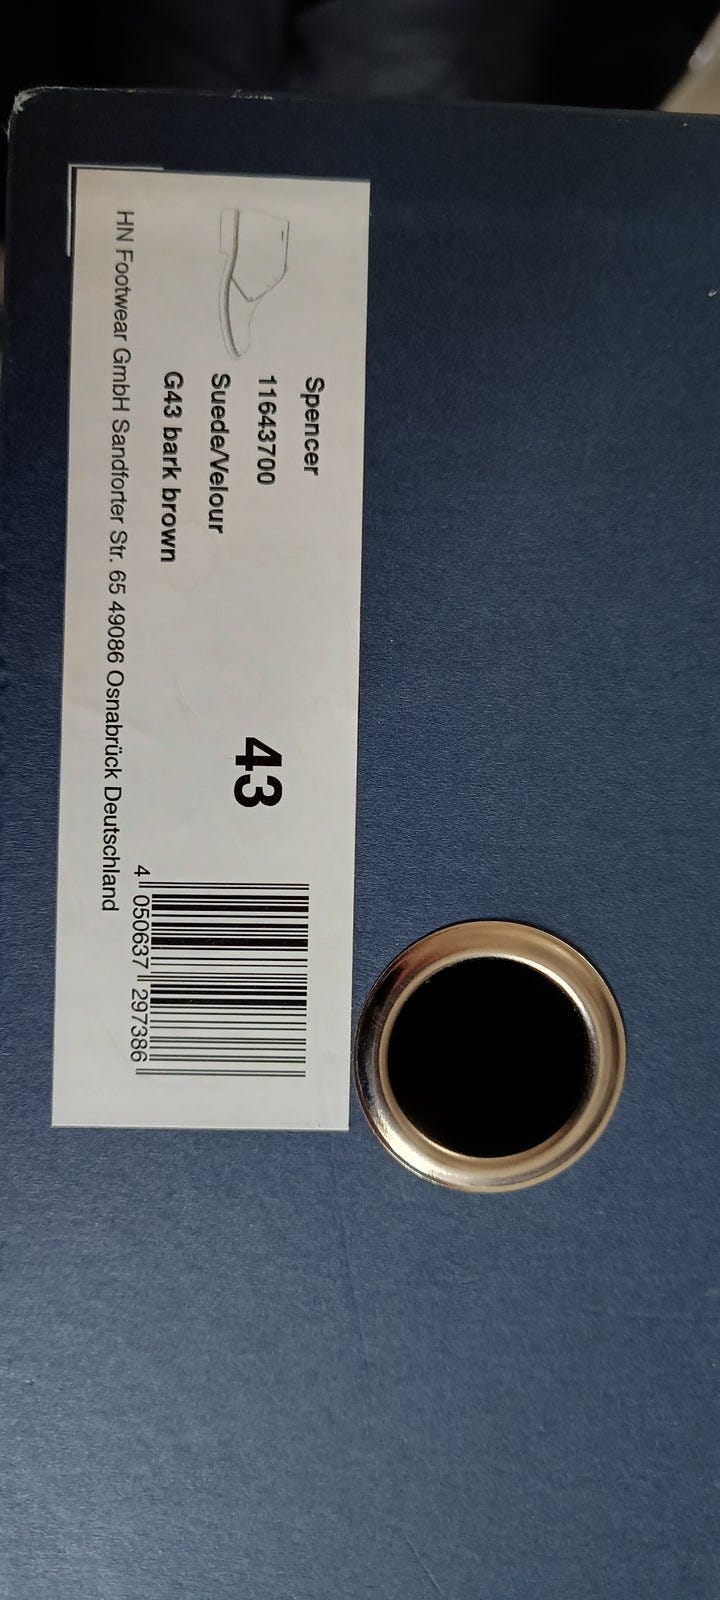 Spencer
11643700
Suede/Velour
G43 bark brown
43
4 050637 297386
HN Footwear GmbH Sandforter Str. 65 49086 Osnabrück Deutschland